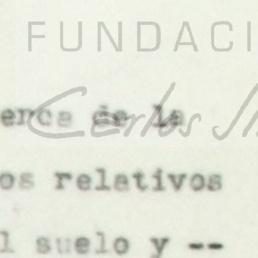 FUNDACI
erca de la
os relativos
l suelo y --